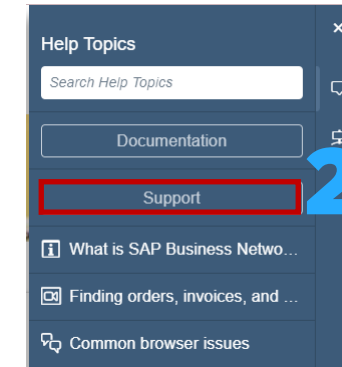 Help Topics
Search Help Topics
Documentation
Support
2
What is SAP Business Netwo...
Finding orders, invoices, and ...
Common browser issues